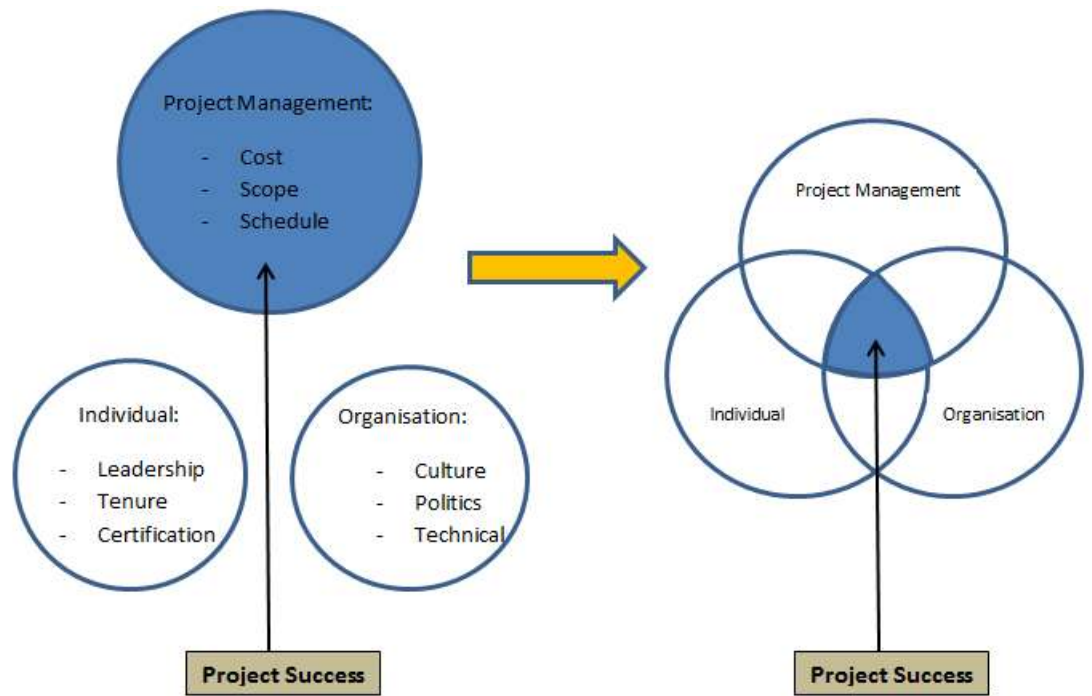 Project Management:
- Cost
- Scope
- Schedule
Individual:
- Leadership
- Tenure
- Certification
Organisation:
- Culture
- Politics
- Technical
Project Success
Project Management
Individual
Organisation
Project Success